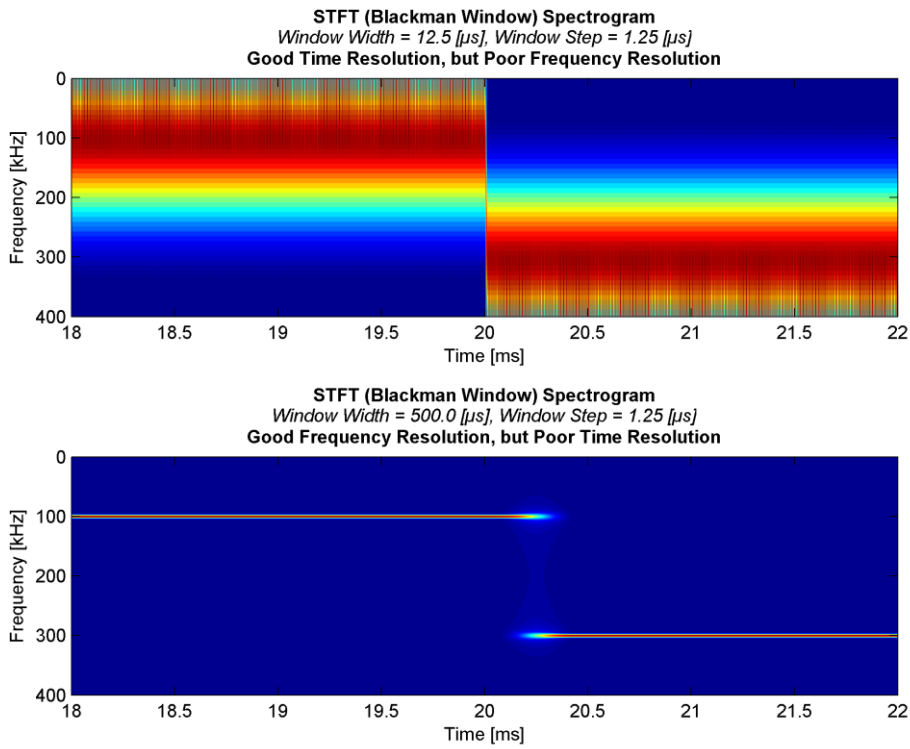 STFT (Blackman Window) Spectrogram
Window Width = 12.5 [µs], Window Step = 1.25 [µs]
Good Time Resolution, but Poor Frequency Resolution
Frequency [kHz]
0
100
200
300
400
18 18.5 19 19.5 20 20.5 21 21.5 22
Time [ms]
STFT (Blackman Window) Spectrogram
Window Width = 500.0 [µs], Window Step = 1.25 [µs]
Good Frequency Resolution, but Poor Time Resolution
Frequency [kHz]
0
100
200
300
400
18 18.5 19 19.5 20 20.5 21 21.5 22
Time [ms]